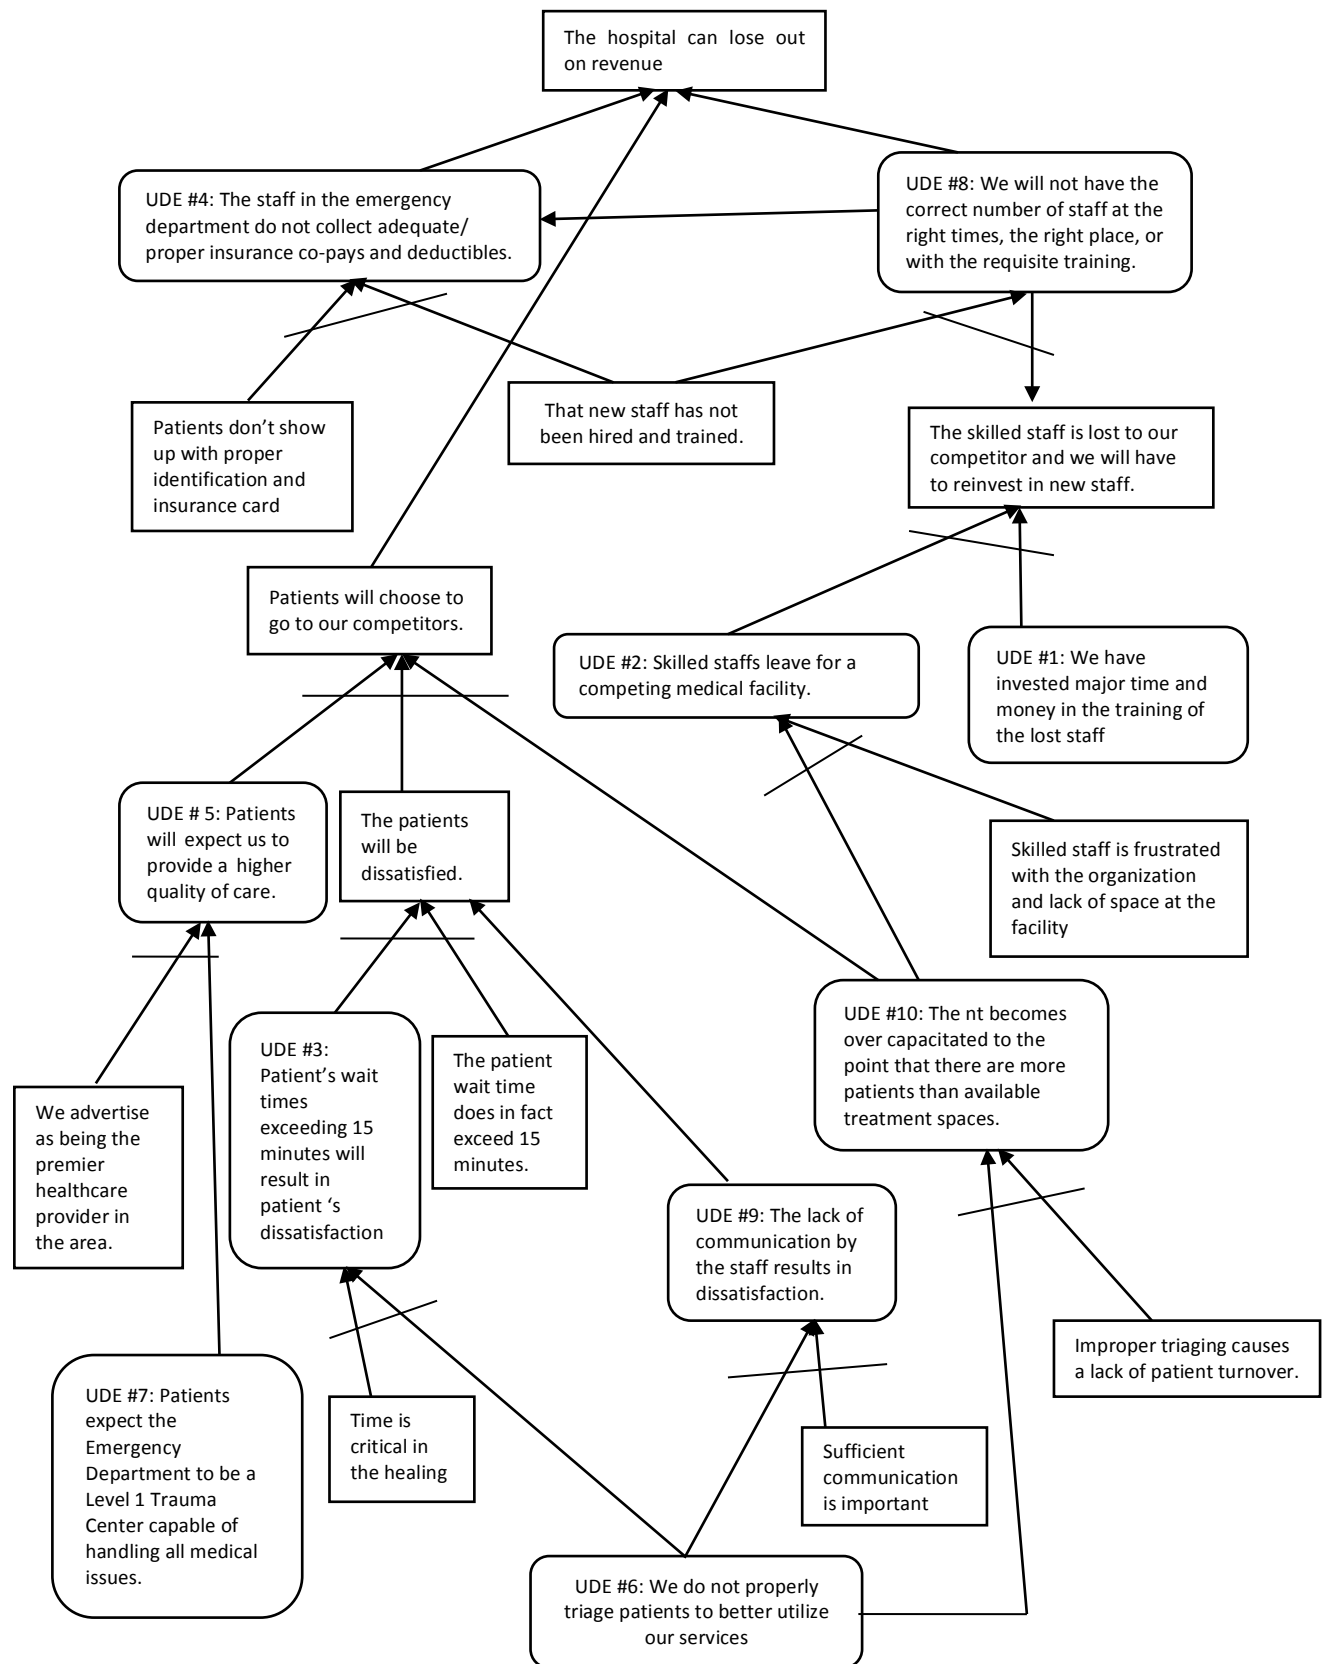 The hospital can lose out
on revenue
UDE #4: The staff in the emergency
department do not collect adequate/
proper insurance co-pays and deductibles.
UDE #8: We will not have the
correct number of staff at the
right times, the right place, or
with the requisite training.
Patients don’t show
up with proper
identification and
insurance card
That new staff has not
been hired and trained.
The skilled staff is lost to our
competitor and we will have
to reinvest in new staff.
Patients will choose to
go to our competitors.
UDE #2: Skilled staffs leave for a
competing medical facility.
UDE #1: We have
invested major time and
money in the training of
the lost staff
UDE # 5: Patients
will expect us to
provide a higher
quality of care.
The patients
will be
dissatisfied.
Skilled staff is frustrated
with the organization
and lack of space at the
facility
UDE #10: The nt becomes
over capacitated to the
point that there are more
patients than available
treatment spaces.
We advertise
as being the
premier
healthcare
provider in
the area.
UDE #3:
Patient’s wait
times
exceeding 15
minutes will
result in
patient ‘s
dissatisfaction
The patient
wait time
does in fact
exceed 15
minutes.
UDE #9: The lack of
communication by
the staff results in
dissatisfaction.
Improper triaging causes
a lack of patient turnover.
UDE #7: Patients
expect the
Emergency
Department to be a
Level 1 Trauma
Center capable of
handling all medical
issues.
Time is
critical in
the healing
Sufficient
communication
is important
UDE #6: We do not properly
triage patients to better utilize
our services